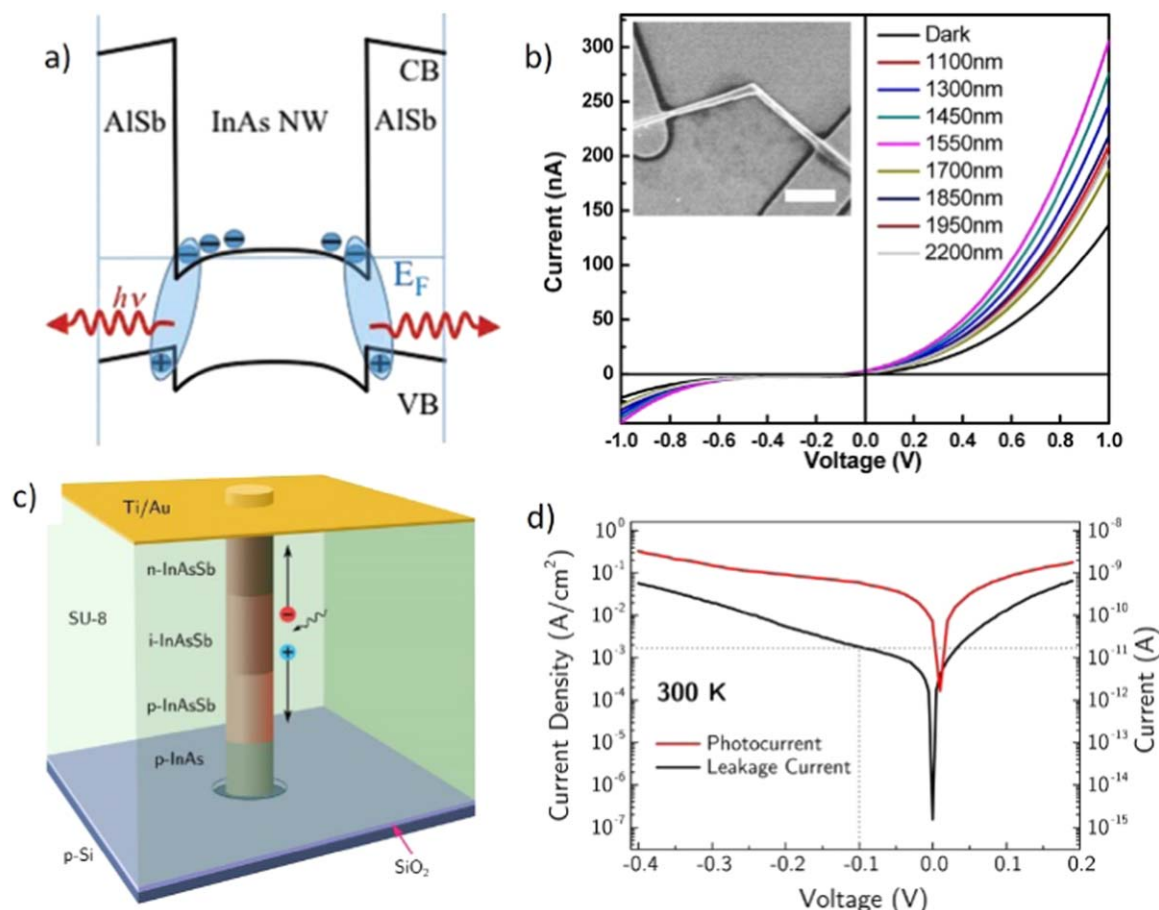 a)
CB
AlSb
InAs NW
AlSb
hν
E_F
VB
b)
Current (nA)
300
250
200
150
100
50
0
Dark
1100nm
1300nm
1450nm
1550nm
1700nm
1850nm
1950nm
2200nm
-1.0 -0.8 -0.6 -0.4 -0.2 0.0 0.2 0.4 0.6 0.8 1.0
Voltage (V)
c)
Ti/Au
n-InAsSb
SU-8
i-InAsSb
p-InAsSb
p-InAs
p-Si
SiO₂
d)
Current Density (A/cm²)
10⁰
10⁻¹
10⁻²
10⁻³
10⁻⁴
10⁻⁵
10⁻⁶
10⁻⁷
300 K
Photocurrent
Leakage Current
10⁻⁸
10⁻⁹
10⁻¹⁰
10⁻¹¹
10⁻¹²
10⁻¹³
10⁻¹⁴
10⁻¹⁵
Current (A)
-0.4 -0.3 -0.2 -0.1 0.0 0.1 0.2
Voltage (V)